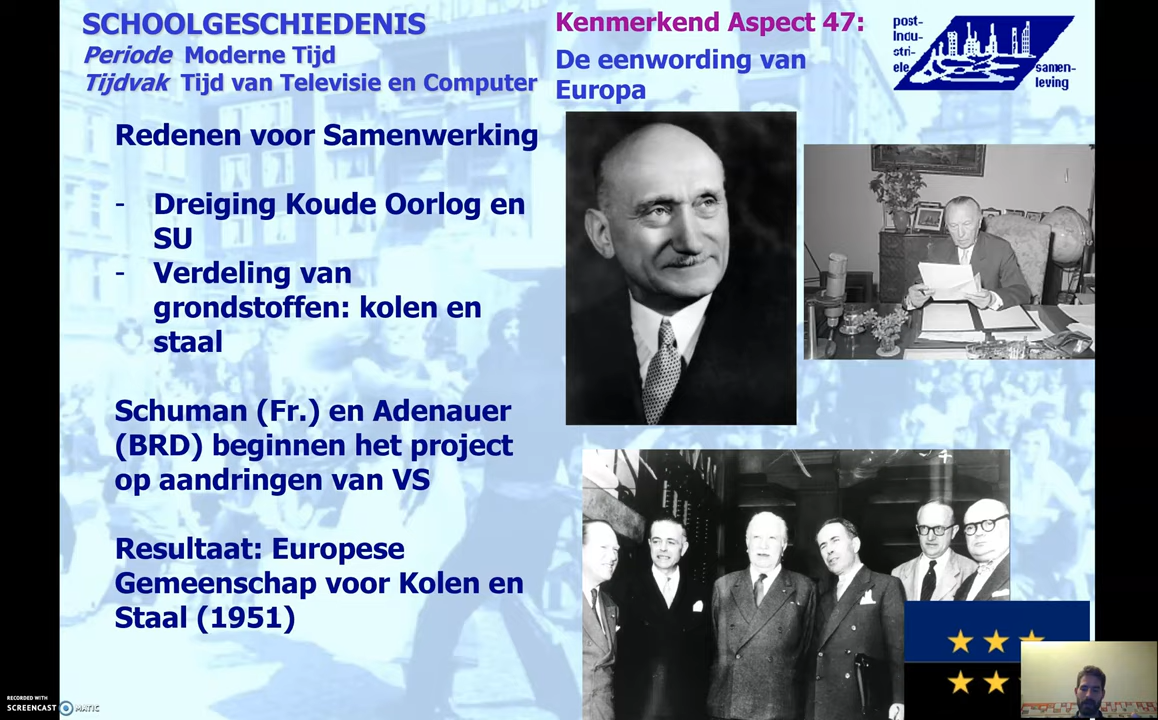 SCHOOLGESCHIEDENIS
Periode Moderne Tijd
Tijdvak Tijd van Televisie en Computer
Kenmerkend Aspect 47:
De eenwording van
Europa
post-
Indu-
stri-
ele
samen-
leving
Redenen voor Samenwerking
- Dreiging Koude Oorlog en
SU
- Verdeling van
grondstoffen: kolen en
staal
Schuman (Fr.) en Adenauer
(BRD) beginnen het project
op aandringen van VS
Resultaat: Europese
Gemeenschap voor Kolen en
Staal (1951)
RECORDED WITH
SCREENCAST MATIC